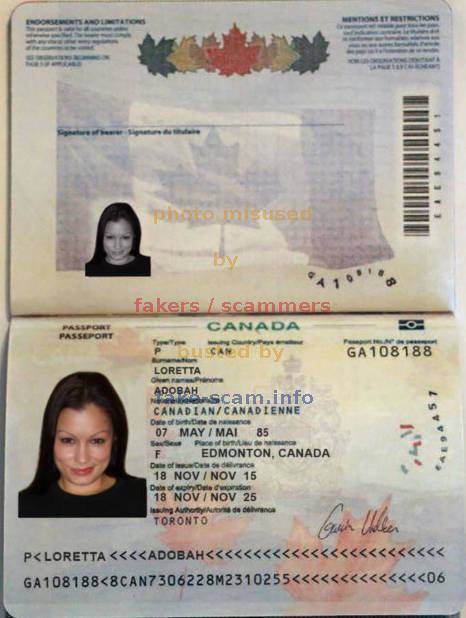 ENDORSEMENTS AND LIMITATIONS
This passport is valid for all countries unless
otherwise specified. The bearer must comply
with any visa or other entry regulations
of the countries to be visited.
SEE OBSERVATIONS BEGINNING ON
PAGE 5 (IF APPLICABLE)
MENTIONS ET RESTRICTIONS
Ce passeport est valable pour tous les pays,
sauf indication contraire. Le titulaire doit
se conformer aux formalités relatives aux
visas ou aux autres formalités d'entrée
des pays où il a l'intention de se rendre.
VOIR LES OBSERVATIONS DÉBUTANT À
LA PAGE 5
Signature of bearer - Signature du titulaire
photo misused
by
GA108188
fakers / scammers
PASSPORT
PASSEPORT
CANADA
Type/Type Issuing Country/Pays émetteur Passeport No./N° de passeport
P CAN GA108188
busted by
Surname/Nom
LORETTA
Given names/Prénoms
ADOBAH
fake-scam.info
CANADIAN/CANADIENNE
Date of birth/Date de naissance
07 MAY / MAI 85
Sex/Sexe Place of birth/Lieu de naissance
F EDMONTON, CANADA
Date of issue/Date de délivrance
18 NOV / NOV 15
Date of expiry/Date d'expiration
18 NOV / NOV 25
Issuing Authority/Autorité de délivrance
TORONTO
P<LORETTA <<<<ADOBAH<<<<<<<<<<<<<<<<<<<<<<<<<
GA108188<8CAN7306228M2310255<<<<<<<<<<<<<<<06